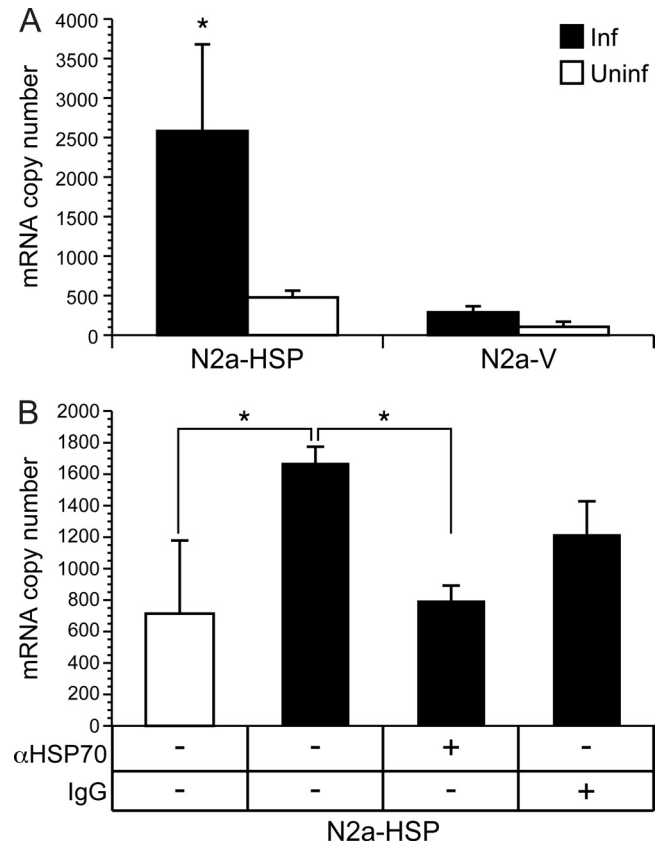 A
*
4000
3500
3000
2500
2000
1500
1000
500
0
mRNA copy number
Inf
Uninf
N2a-HSP N2a-V
B
* *
2000
1800
1600
1400
1200
1000
800
600
400
200
0
mRNA copy number
αHSP70 - - + -
IgG - - - +
N2a-HSP